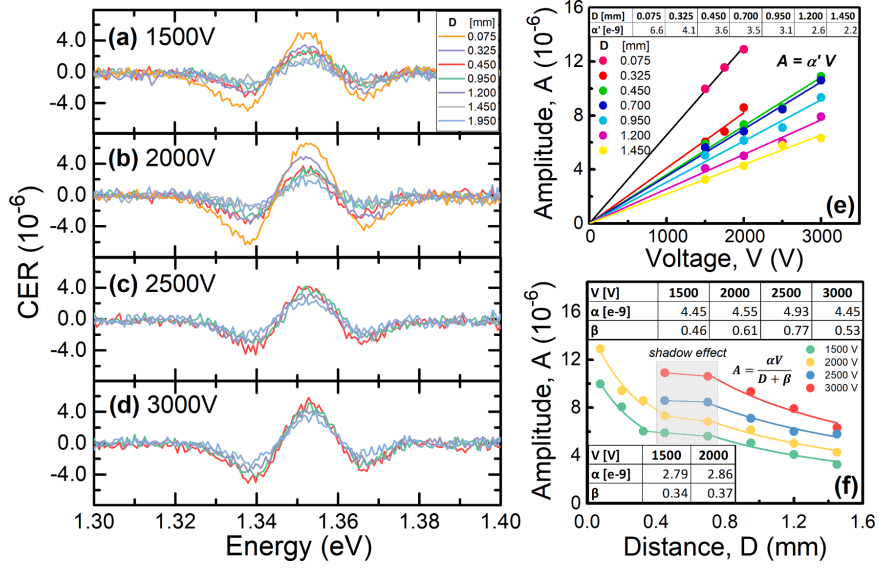 (a) 1500V
D [mm]
0.075
0.325
0.450
0.950
1.200
1.450
1.950
4.0
0.0
-4.0
(b) 2000V
4.0
0.0
-4.0
(c) 2500V
4.0
0.0
-4.0
(d) 3000V
4.0
0.0
-4.0
CER (10-6)
1.30 1.32 1.34 1.36 1.38 1.40
Energy (eV)
D [mm] 0.075 0.325 0.450 0.700 0.950 1.200 1.450
α' [e-9] 6.6 4.1 3.6 3.5 3.1 2.6 2.2
D [mm]
0.075
0.325
0.450
0.700
0.950
1.200
1.450
A = α' V
(e)
16
12
8
4
0
Amplitude, A (10-6)
0 1000 2000 3000
Voltage, V (V)
V [V] 1500 2000 2500 3000
α [e-9] 4.45 4.55 4.93 4.45
β 0.46 0.61 0.77 0.53
shadow effect
A = αV
D + β
1500 V
2000 V
2500 V
3000 V
V [V] 1500 2000
α [e-9] 2.79 2.86
β 0.34 0.37
(f)
16
12
8
4
0
Amplitude, A (10-6)
0.0 0.4 0.8 1.2 1.6
Distance, D (mm)